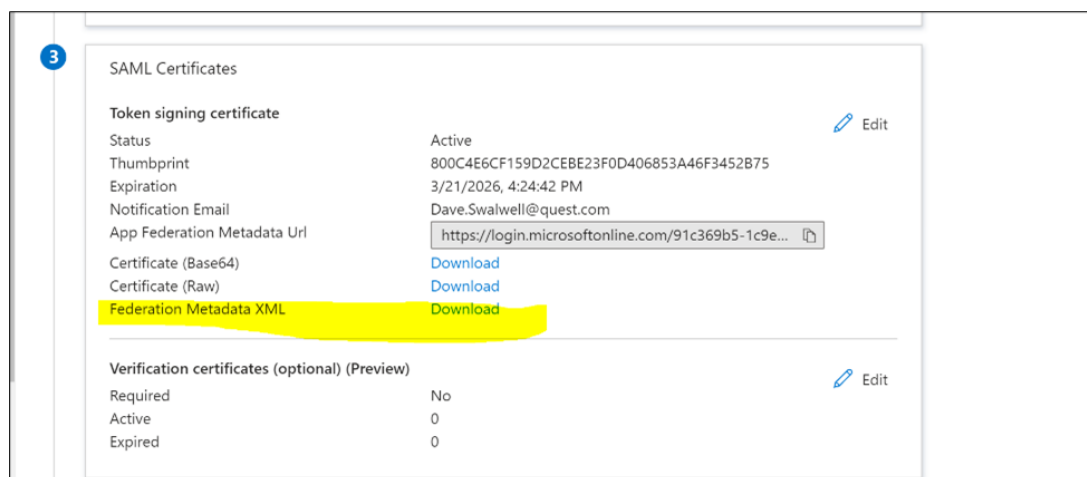 3
SAML Certificates
Token signing certificate
Edit
Status Active
Thumbprint 800C4E6CF159D2CEBE23F0D406853A46F3452B75
Expiration 3/21/2026, 4:24:42 PM
Notification Email Dave.Swalwell@quest.com
App Federation Metadata Url https://login.microsoftonline.com/91c369b5-1c9e...
Certificate (Base64) Download
Certificate (Raw) Download
Federation Metadata XML Download
Verification certificates (optional) (Preview)
Edit
Required No
Active 0
Expired 0